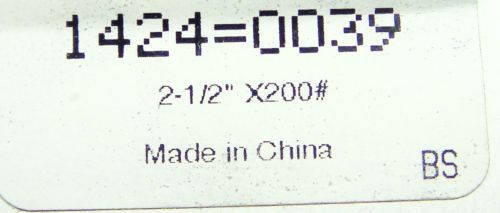 1424=0039
2-1/2" X200#
Made in China
BS